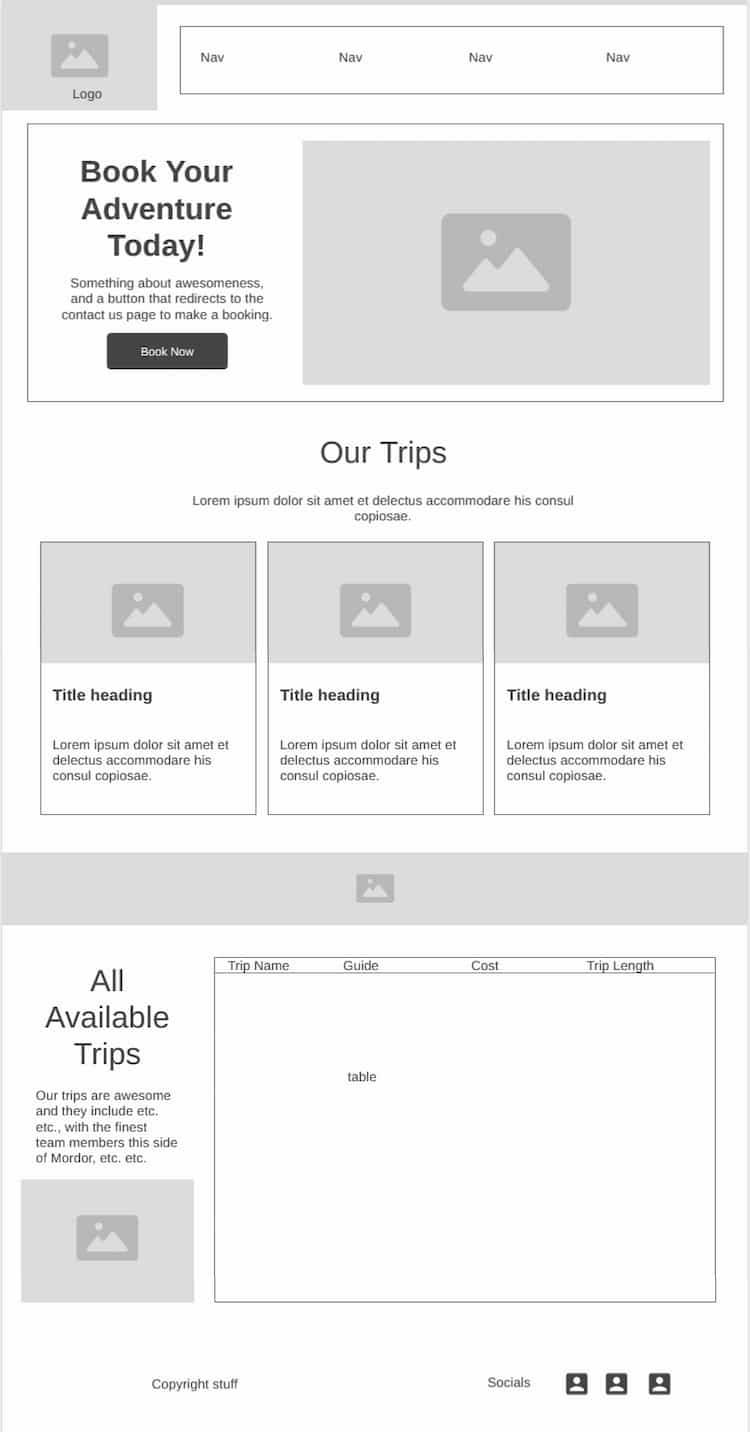 Logo
Nav Nav Nav Nav
Book Your
Adventure
Today!
Something about awesomeness,
and a button that redirects to the
contact us page to make a booking.
Book Now
Our Trips
Lorem ipsum dolor sit amet et delectus accommodare his consul
copiosae.
Title heading
Lorem ipsum dolor sit amet et
delectus accommodare his
consul copiosae.
Title heading
Lorem ipsum dolor sit amet et
delectus accommodare his
consul copiosae.
Title heading
Lorem ipsum dolor sit amet et
delectus accommodare his
consul copiosae.
All
Available
Trips
Our trips are awesome
and they include etc.
etc., with the finest
team members this side
of Mordor, etc. etc.
Trip Name Guide Cost Trip Length
table
Copyright stuff
Socials